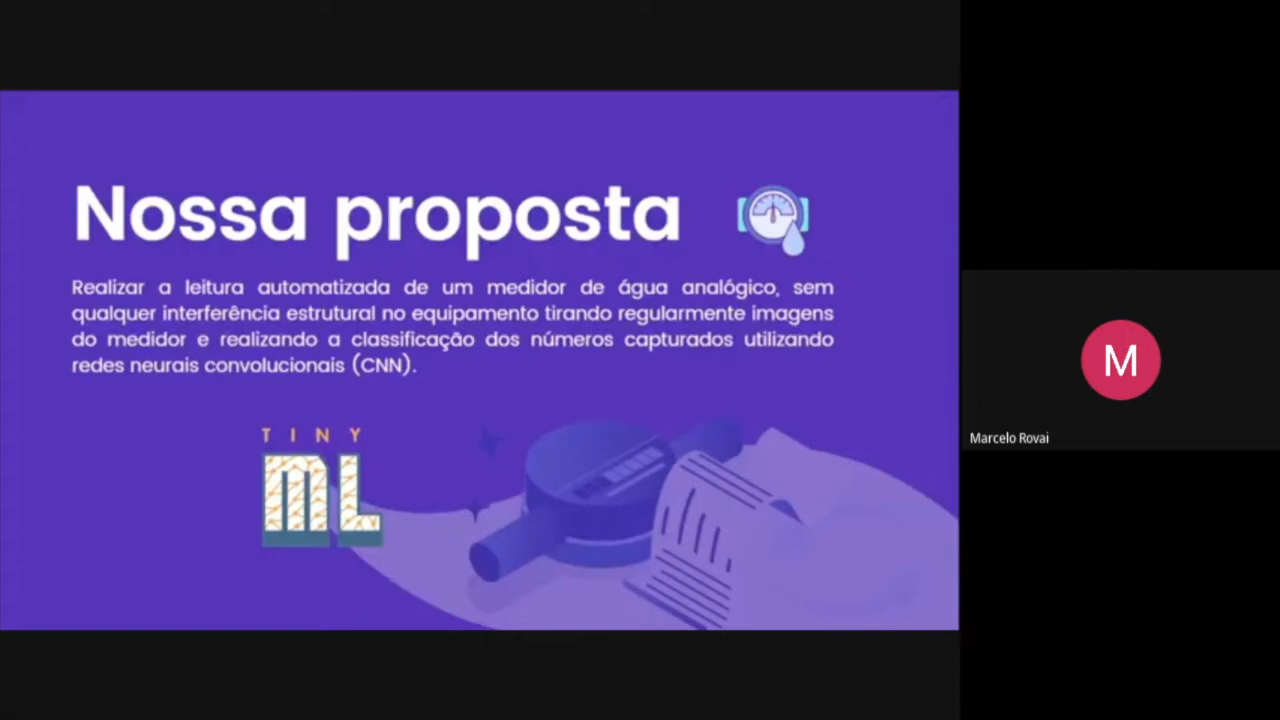 Nossa proposta
Realizar a leitura automatizada de um medidor de água analógico, sem
qualquer interferência estrutural no equipamento tirando regularmente imagens
do medidor e realizando a classificação dos números capturados utilizando
redes neurais convolucionais (CNN).
TINY
ML
M
Marcelo Rovai